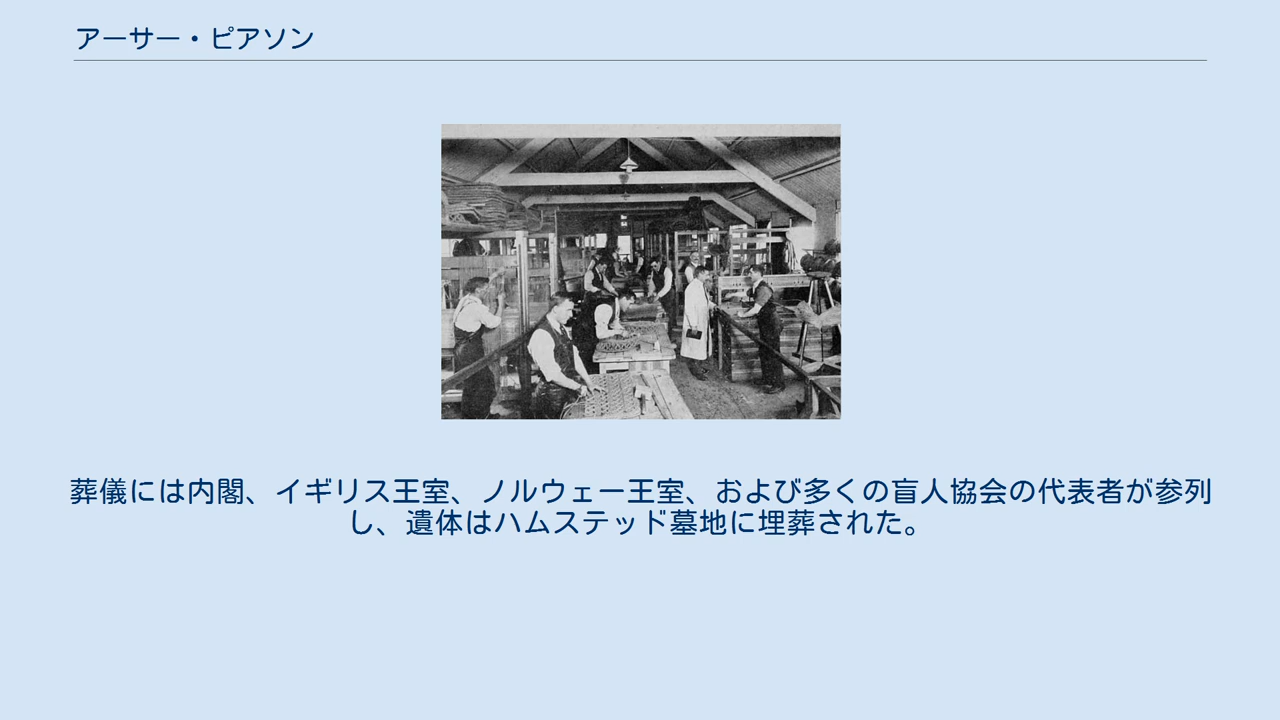 アーサー・ピアソン
葬儀には内閣、イギリス王室、ノルウェー王室、および多くの盲人協会の代表者が参列
し、遺体はハムステッド墓地に埋葬された。